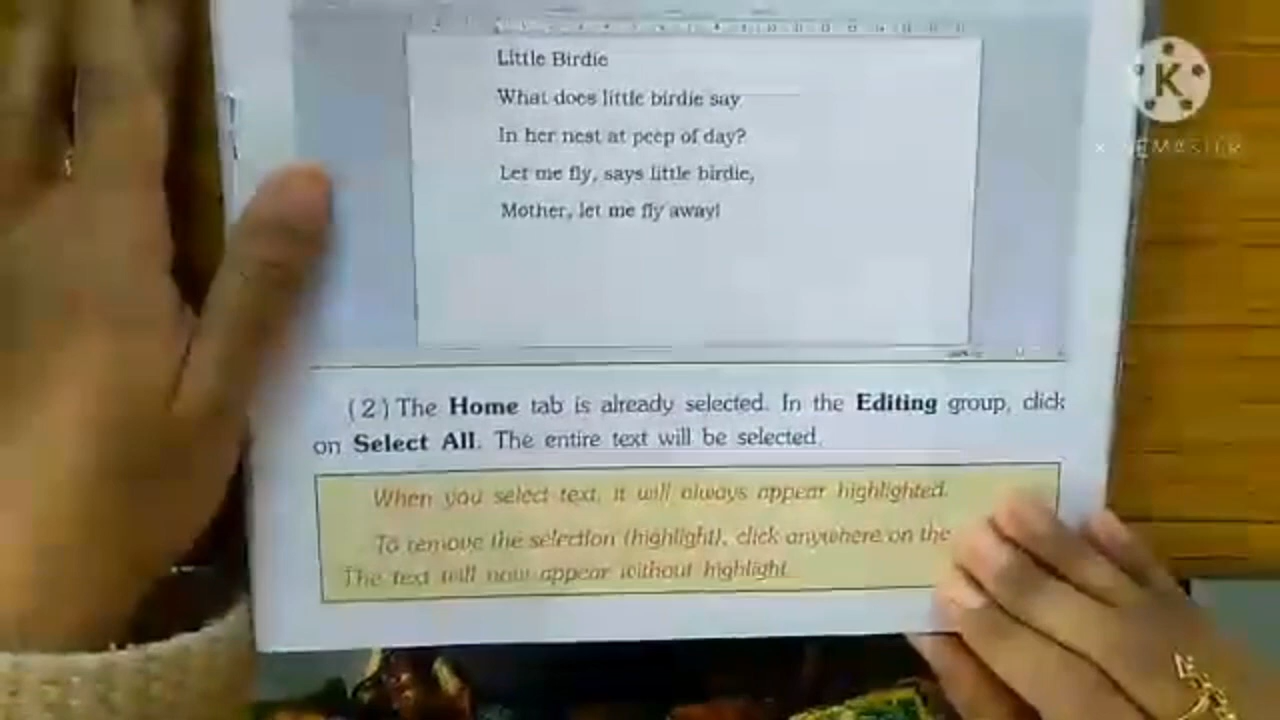 Little Birdie
What does little birdie say
In her nest at peep of day?
Let me fly, says little birdie,
Mother, let me fly away!
(2) The Home tab is already selected. In the Editing group, click
on Select All. The entire text will be selected.
When you select text, it will always appear highlighted.
To remove the selection (highlight), click anywhere on the
The text will now appear without highlight.
K
KINEMASTER